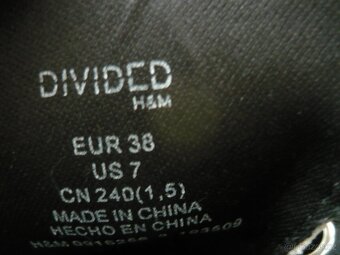 DIVIDED
H&M
EUR 38
US 7
CN 240(1,5)
MADE IN CHINA
HECHO EN CHINA
H&M